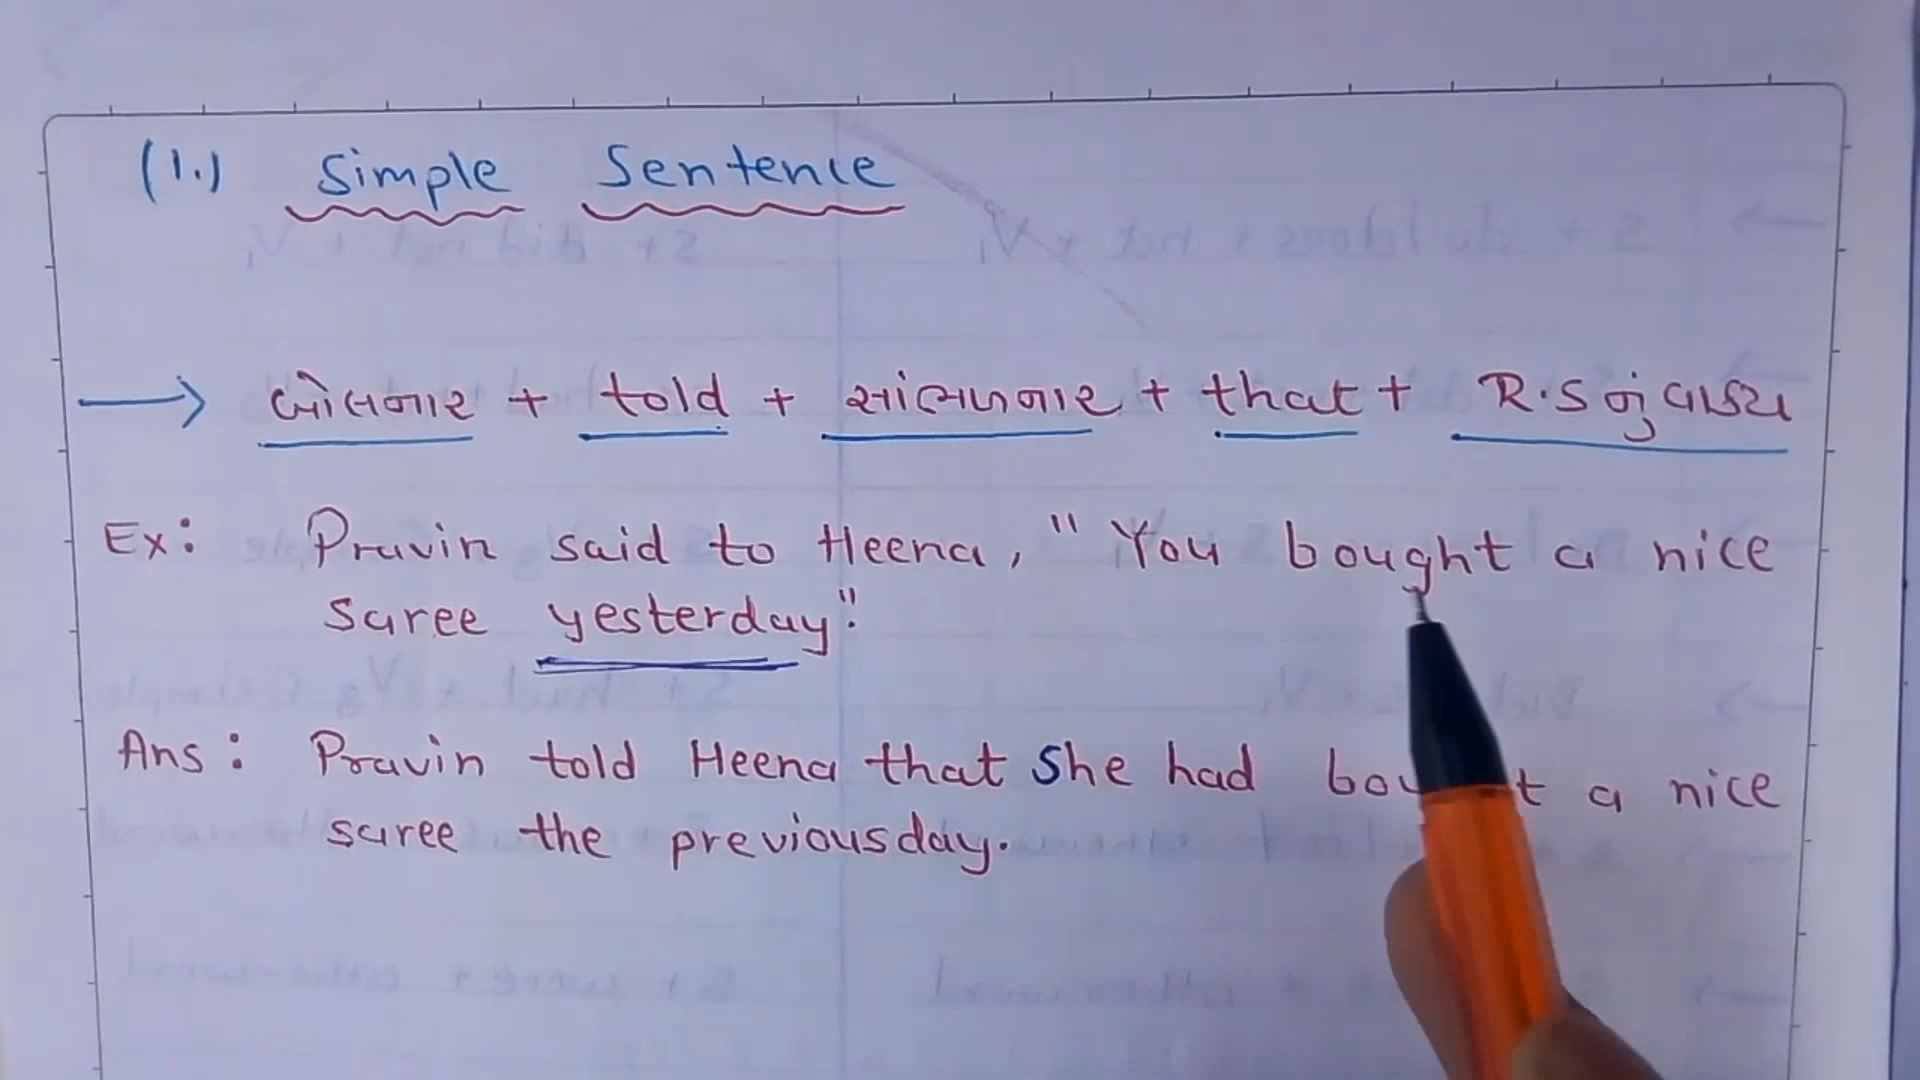 (1.) Simple Sentence
→ બોલનાર + told + સાંભળનાર + that + R.S નું વાક્ય
Ex: Pravin said to Heena, "You bought a nice
saree yesterday".
Ans: Pravin told Heena that She had a nice
saree the previousday.